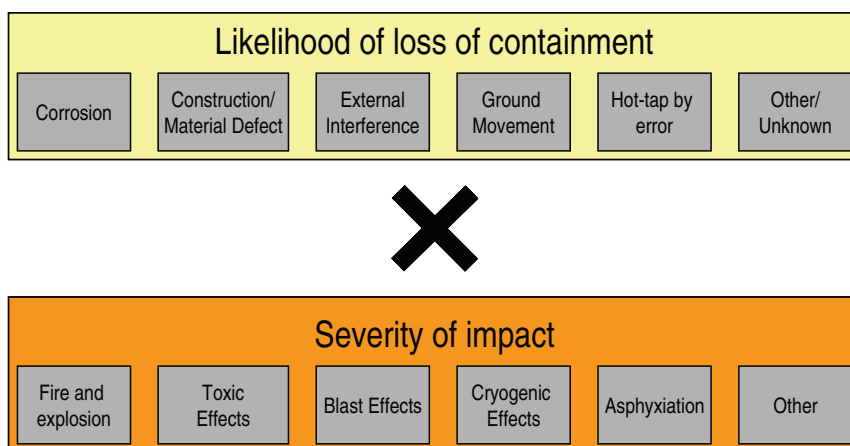 Likelihood of loss of containment
Corrosion
Construction/
Material Defect
External
Interference
Ground
Movement
Hot-tap by
error
Other/
Unknown
Severity of impact
Fire and
explosion
Toxic
Effects
Blast Effects
Cryogenic
Effects
Asphyxiation
Other